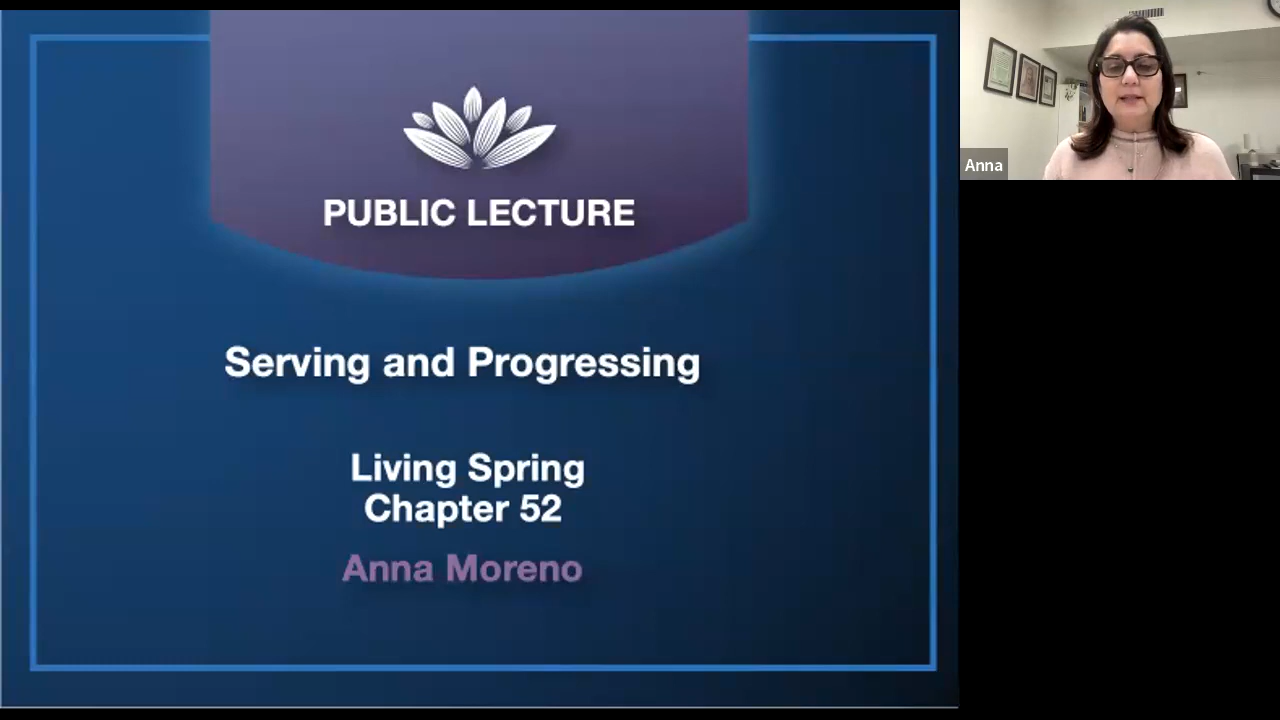 PUBLIC LECTURE
Serving and Progressing
Living Spring
Chapter 52
Anna Moreno
Anna